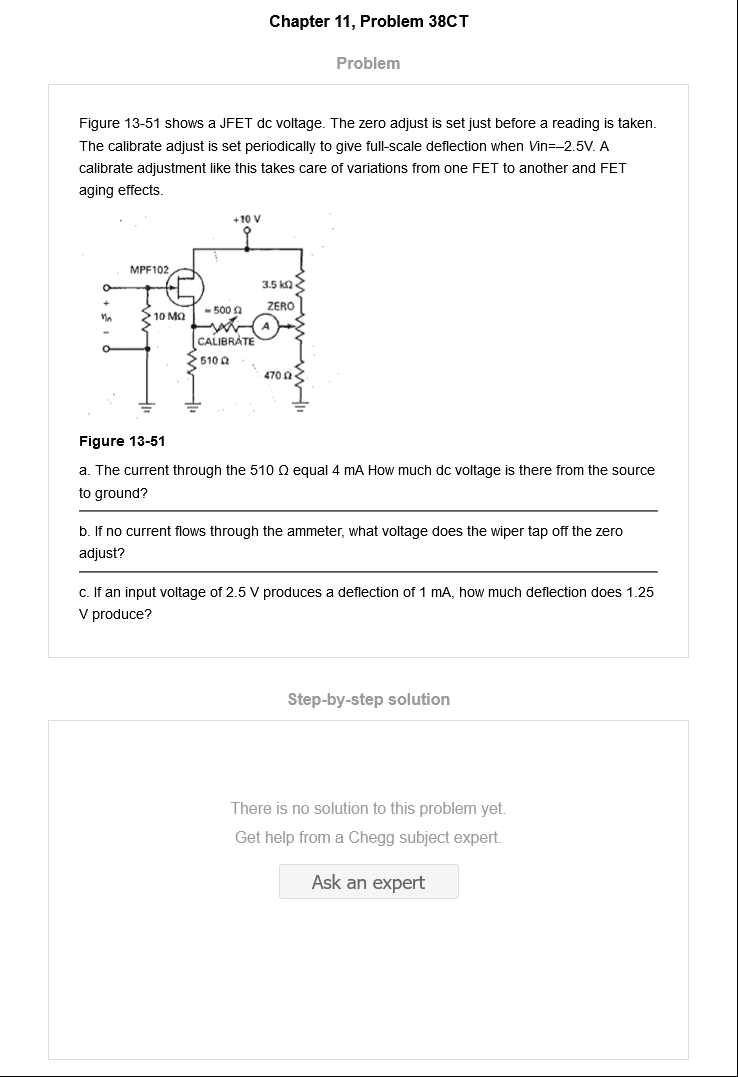 Chapter 11, Problem 38CT
Problem
Figure 13-51 shows a JFET dc voltage. The zero adjust is set just before a reading is taken.
The calibrate adjust is set periodically to give full-scale deflection when Vin=–2.5V. A
calibrate adjustment like this takes care of variations from one FET to another and FET
aging effects.
+10 V
MPF102
3.5 kΩ
+
Vin
–
10 MΩ
≈ 500 Ω
ZERO
A
CALIBRATE
510 Ω
470 Ω
Figure 13-51
a. The current through the 510 Ω equal 4 mA How much dc voltage is there from the source
to ground?
b. If no current flows through the ammeter, what voltage does the wiper tap off the zero
adjust?
c. If an input voltage of 2.5 V produces a deflection of 1 mA, how much deflection does 1.25
V produce?
Step-by-step solution
There is no solution to this problem yet.
Get help from a Chegg subject expert.
Ask an expert